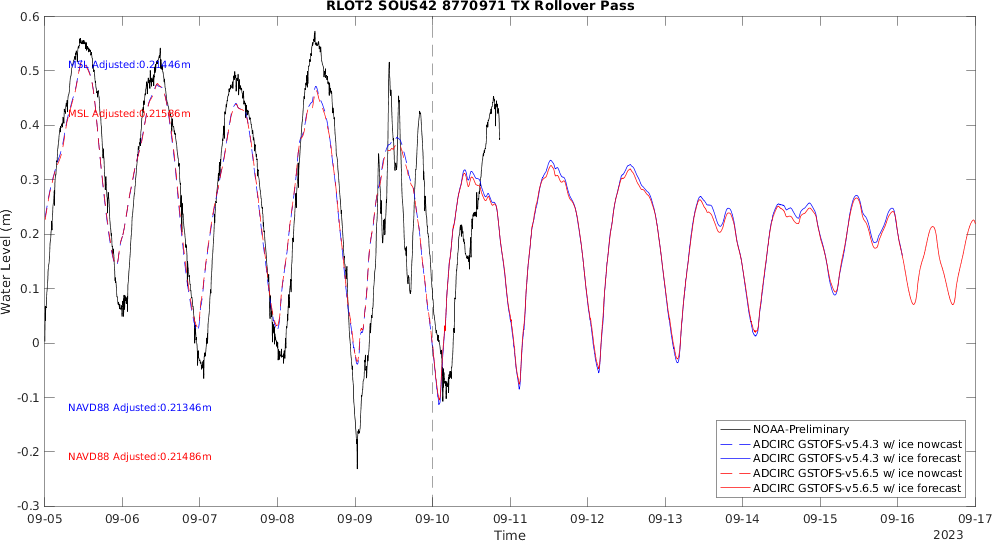 RLOT2 SOUS42 8770971 TX Rollover Pass
Water Level (m)
0.6
0.5
0.4
0.3
0.2
0.1
0
-0.1
-0.2
-0.3
MSL Adjusted:0.21446m
MSL Adjusted:0.21586m
NAVD88 Adjusted:0.21346m
NAVD88 Adjusted:0.21486m
NOAA-Preliminary
ADCIRC GSTOFS-v5.4.3 w/ ice nowcast
ADCIRC GSTOFS-v5.4.3 w/ ice forecast
ADCIRC GSTOFS-v5.6.5 w/ ice nowcast
ADCIRC GSTOFS-v5.6.5 w/ ice forecast
09-05 09-06 09-07 09-08 09-09 09-10 09-11 09-12 09-13 09-14 09-15 09-16 09-17
Time
2023